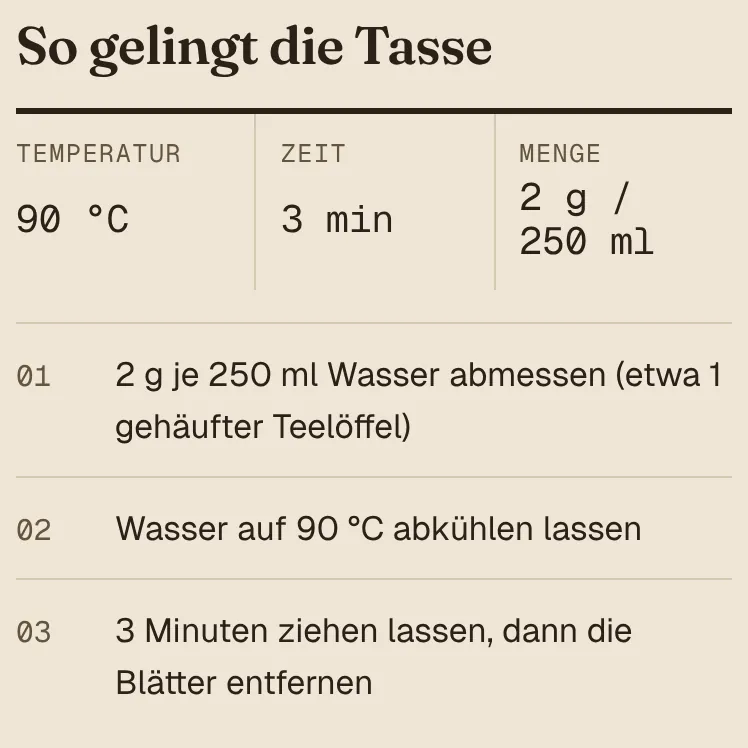 So gelingt die Tasse
TEMPERATUR
90 °C
ZEIT
3 min
MENGE
2 g /
250 ml
01
2 g je 250 ml Wasser abmessen (etwa 1
gehäufter Teelöffel)
02
Wasser auf 90 °C abkühlen lassen
03
3 Minuten ziehen lassen, dann die
Blätter entfernen